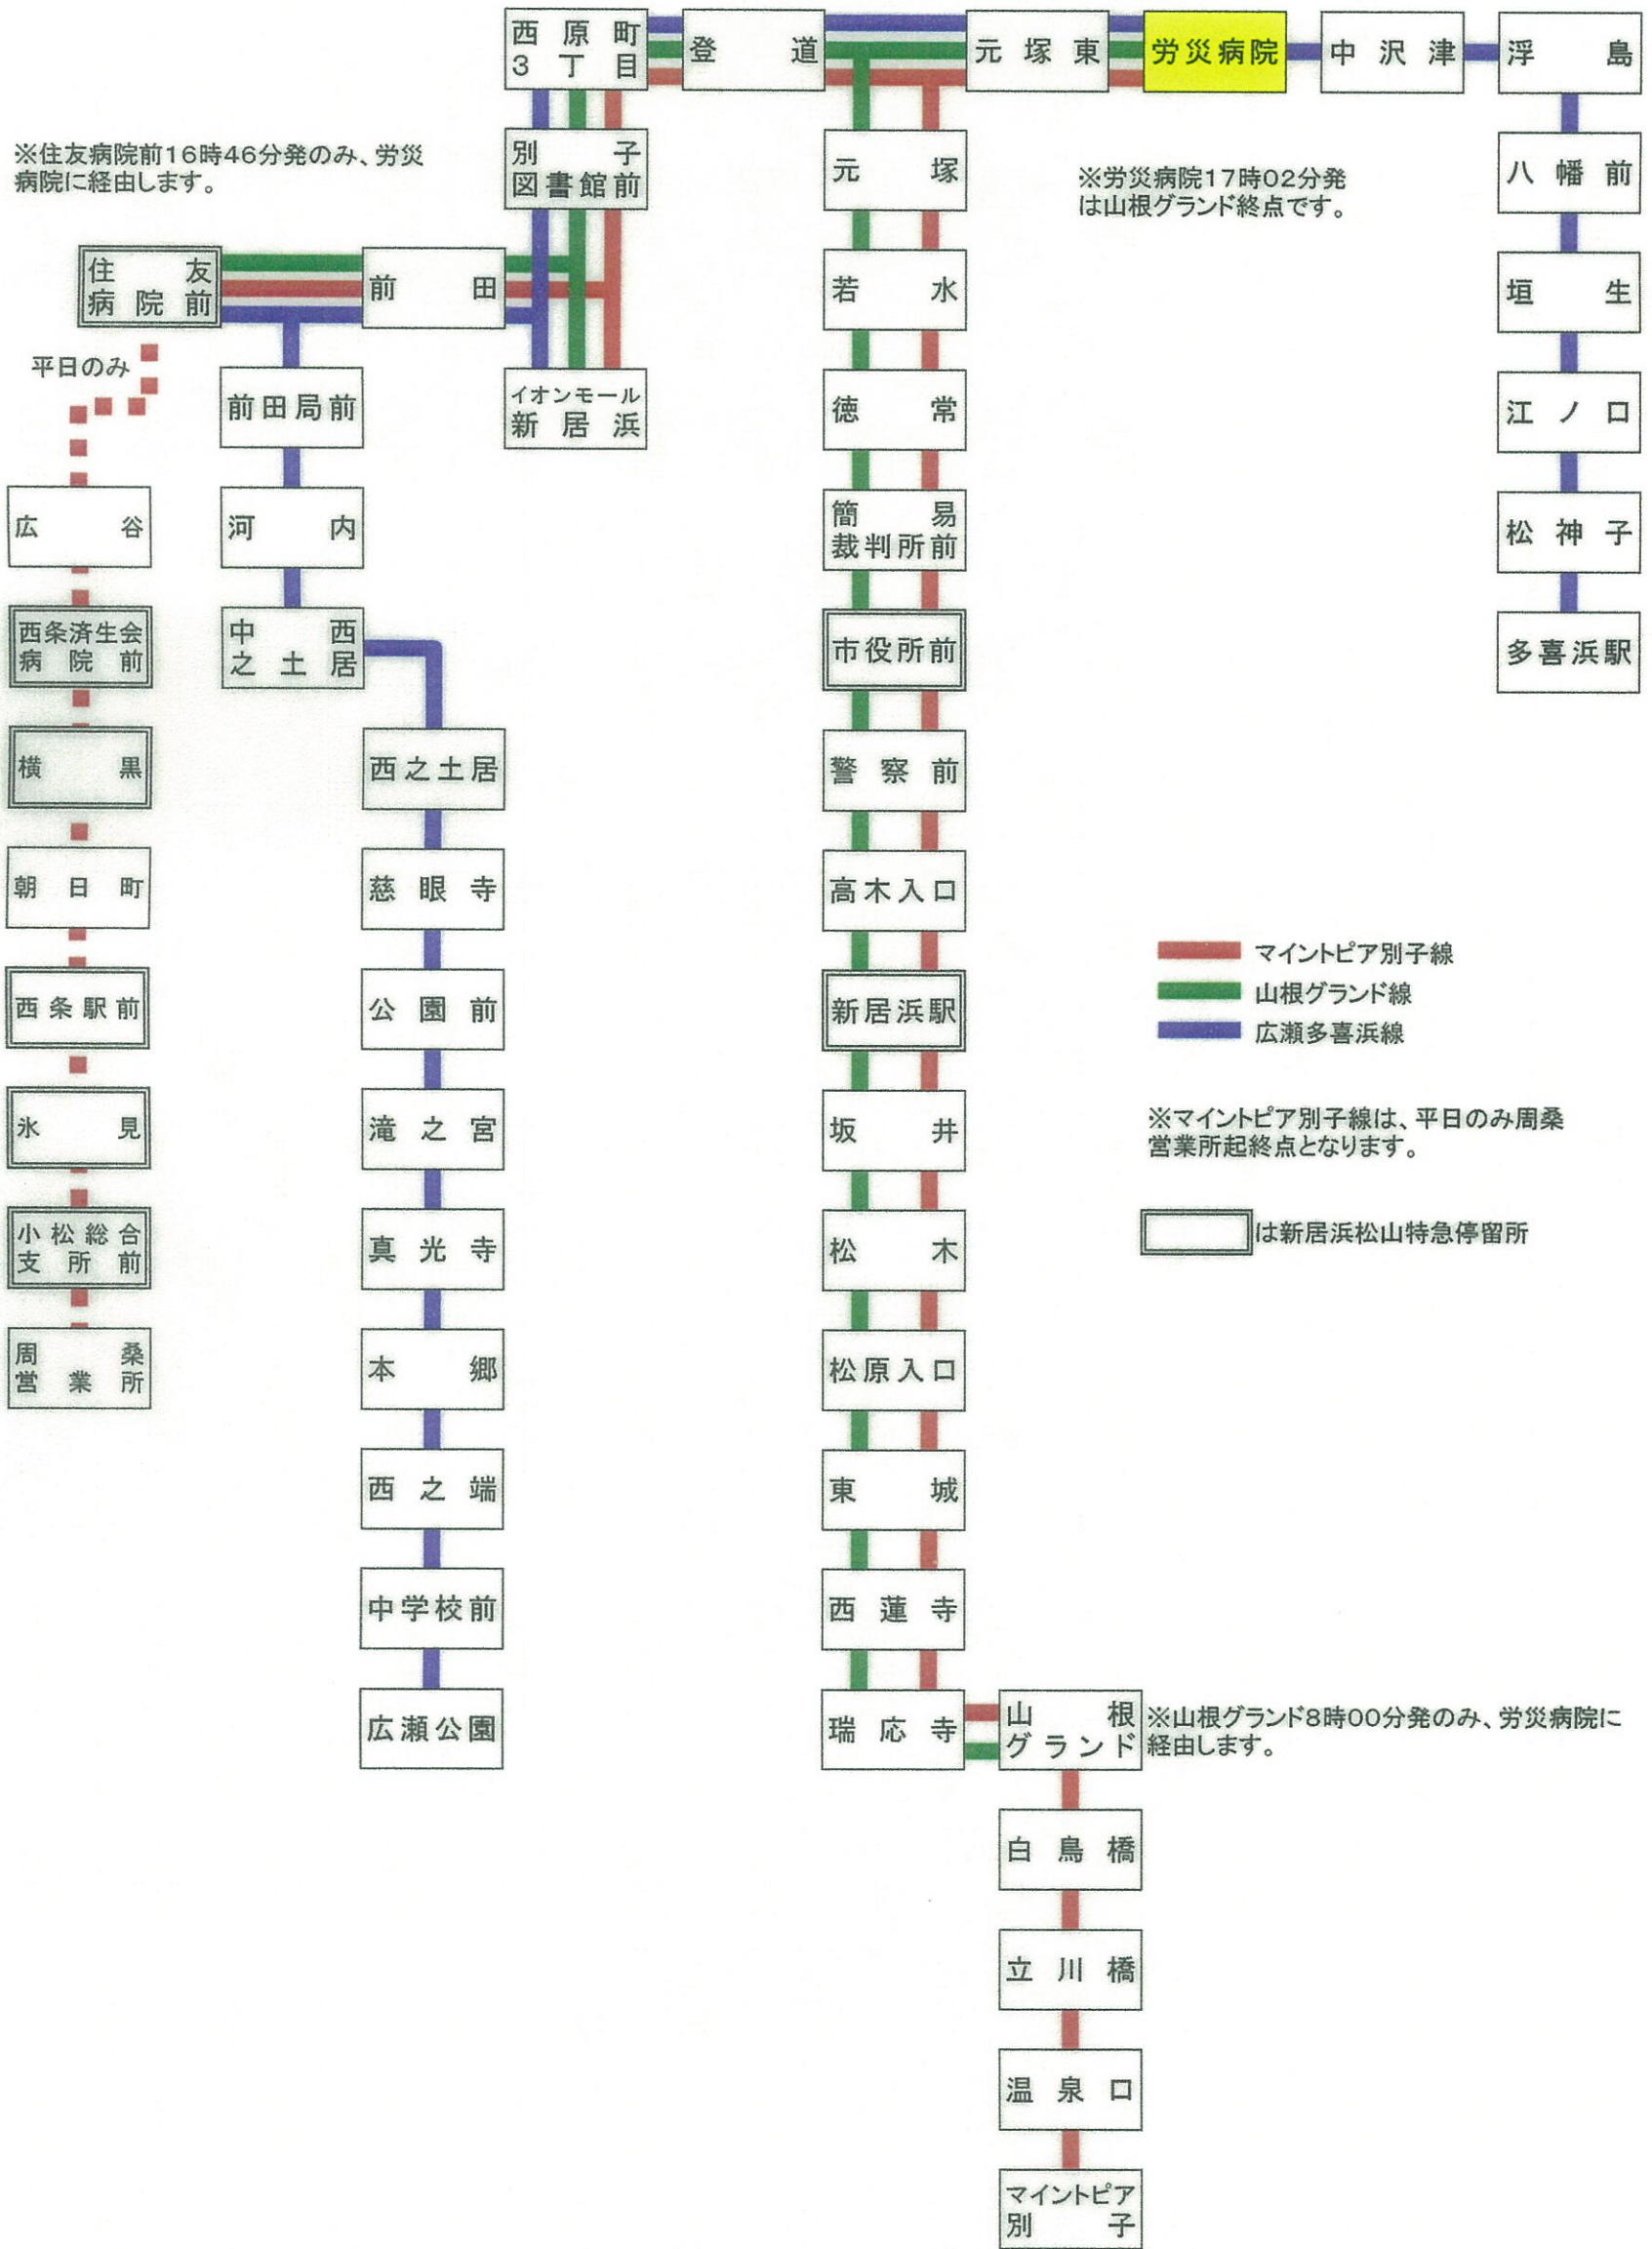 西原町
3丁目
登道
元塚東
労災病院
中沢津
浮島
※住友病院前16時46分発のみ、労災
病院に経由します。
別子
図書館前
元塚
※労災病院17時02分発
は山根グランド終点です。
八幡前
住友
病院前
前田
若水
垣生
平日のみ
前田局前
イオンモール
新居浜
徳常
江ノ口
広谷
河内
簡易
裁判所前
松神子
西条済生会
病院前
中西
之土居
市役所前
多喜浜駅
横黒
西之土居
警察前
朝日町
慈眼寺
高木入口
マイントピア別子線
山根グランド線
広瀬多喜浜線
西条駅前
公園前
新居浜駅
氷見
滝之宮
坂井
※マイントピア別子線は、平日のみ周桑
営業所起終点となります。
小松総合
支所前
真光寺
松木
は新居浜松山特急停留所
周桑
営業所
本郷
松原入口
西之端
東城
中学校前
西蓮寺
広瀬公園
瑞応寺
山根
グランド
※山根グランド8時00分発のみ、労災病院に
経由します。
白鳥橋
立川橋
温泉口
マイントピア
別子